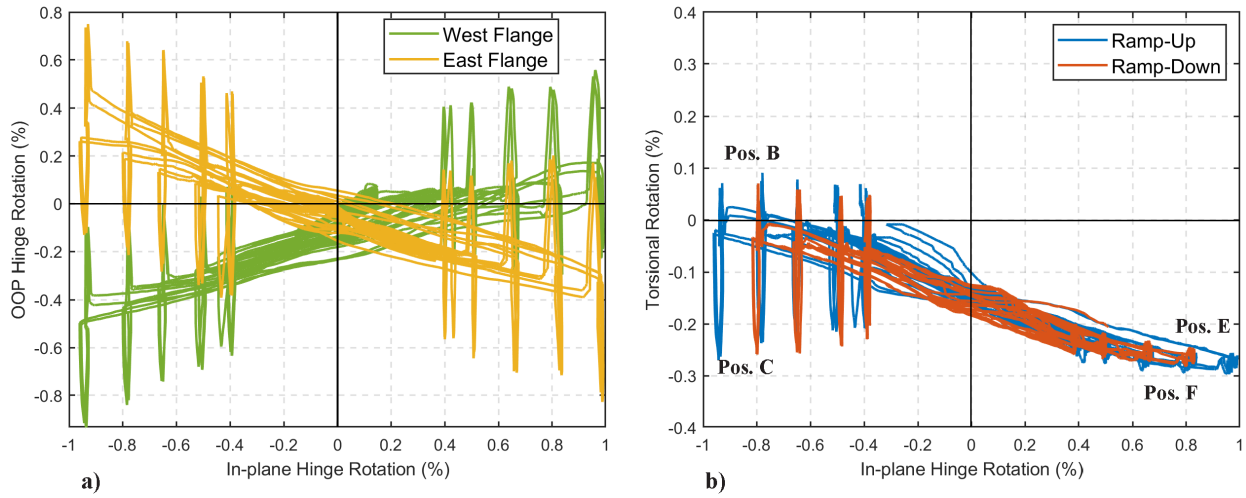 0.8
0.6
0.4
0.2
0
-0.2
-0.4
-0.6
-0.8
OOP Hinge Rotation (%)
West Flange
East Flange
-1
-0.8
-0.6
-0.4
-0.2
0
0.2
0.4
0.6
0.8
1
In-plane Hinge Rotation (%)
a)
0.4
0.3
0.2
0.1
0
-0.1
-0.2
-0.3
-0.4
Torsional Rotation (%)
Ramp-Up
Ramp-Down
Pos. B
Pos. E
Pos. C
Pos. F
-1
-0.8
-0.6
-0.4
-0.2
0
0.2
0.4
0.6
0.8
1
In-plane Hinge Rotation (%)
b)